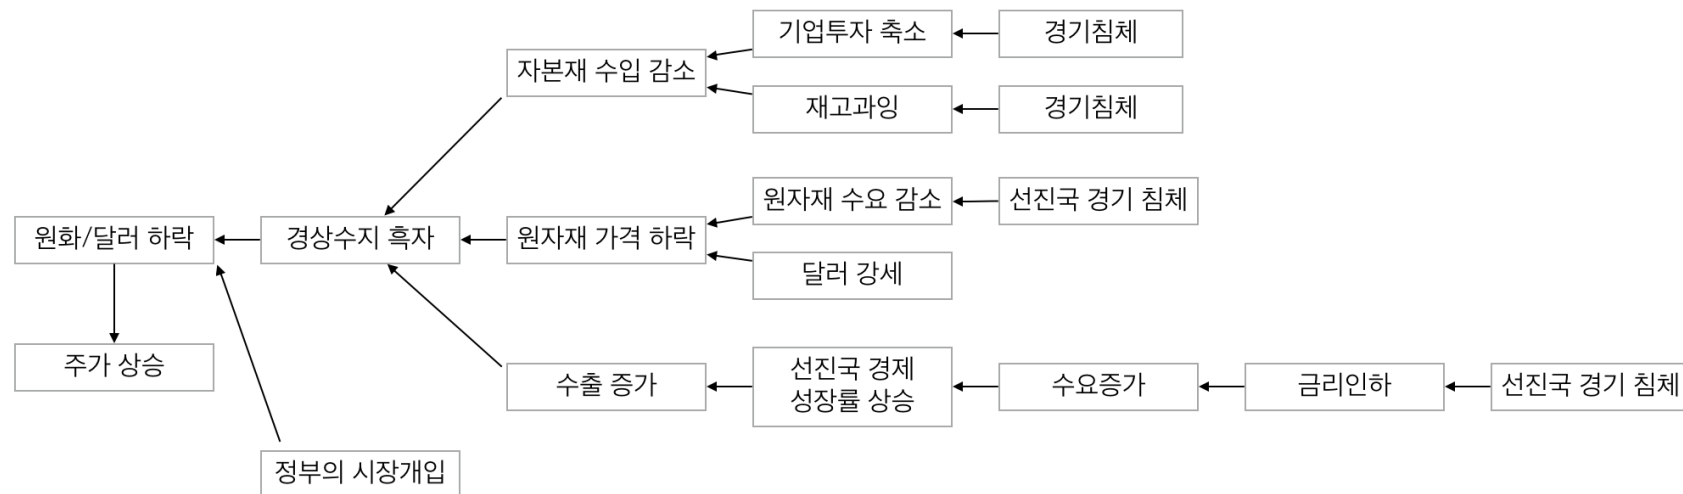 기업투자 축소
경기침체
자본재 수입 감소
재고과잉
경기침체
원자재 수요 감소
선진국 경기 침체
원화/달러 하락
경상수지 흑자
원자재 가격 하락
달러 강세
주가 상승
수출 증가
선진국 경제
성장률 상승
수요증가
금리인하
선진국 경기 침체
정부의 시장개입